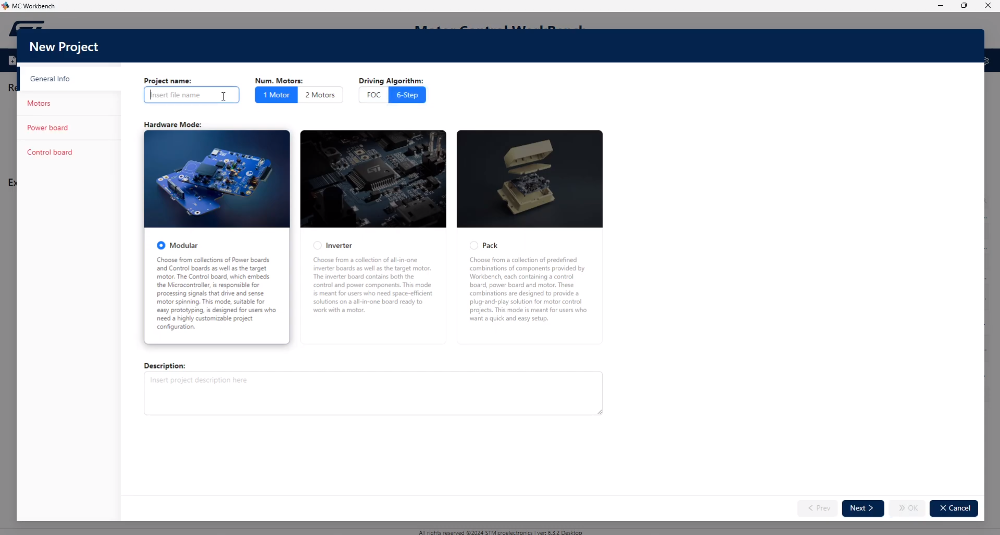 MC Workbench
Motor Control WorkBench
New Project
General Info
Motors
Power board
Control board
Project name:
Insert file name
Num. Motors:
1 Motor
2 Motors
Driving Algorithm:
FOC
6-Step
Hardware Mode:
Modular
Choose from collections of Power boards
and Control boards as well as the target
motor. The Control board, which embeds
the Microcontroller, is responsible for
processing signals that drive and sense
motor spinning. This mode, suitable for
easy prototyping, is designed for users who
need a highly customizable project
configuration.
Inverter
Choose from a collection of all-in-one
inverter boards as well as the target motor.
The inverter board contains both the
control and power components. This mode
is meant for users who need space-efficient
solutions on a all-in-one board ready to
work with a motor.
Pack
Choose from a collection of predefined
combinations of components provided by
Workbench, each containing a control
board, power board and motor. These
combinations are designed to provide a
plug-and-play solution for motor control
projects. This mode is meant for users who
want a quick and easy setup.
Description:
Insert project description here
Prev
Next
OK
Cancel
All rights reserved ©2024 STMicroelectronics | ver: 6.3.2 Desktop